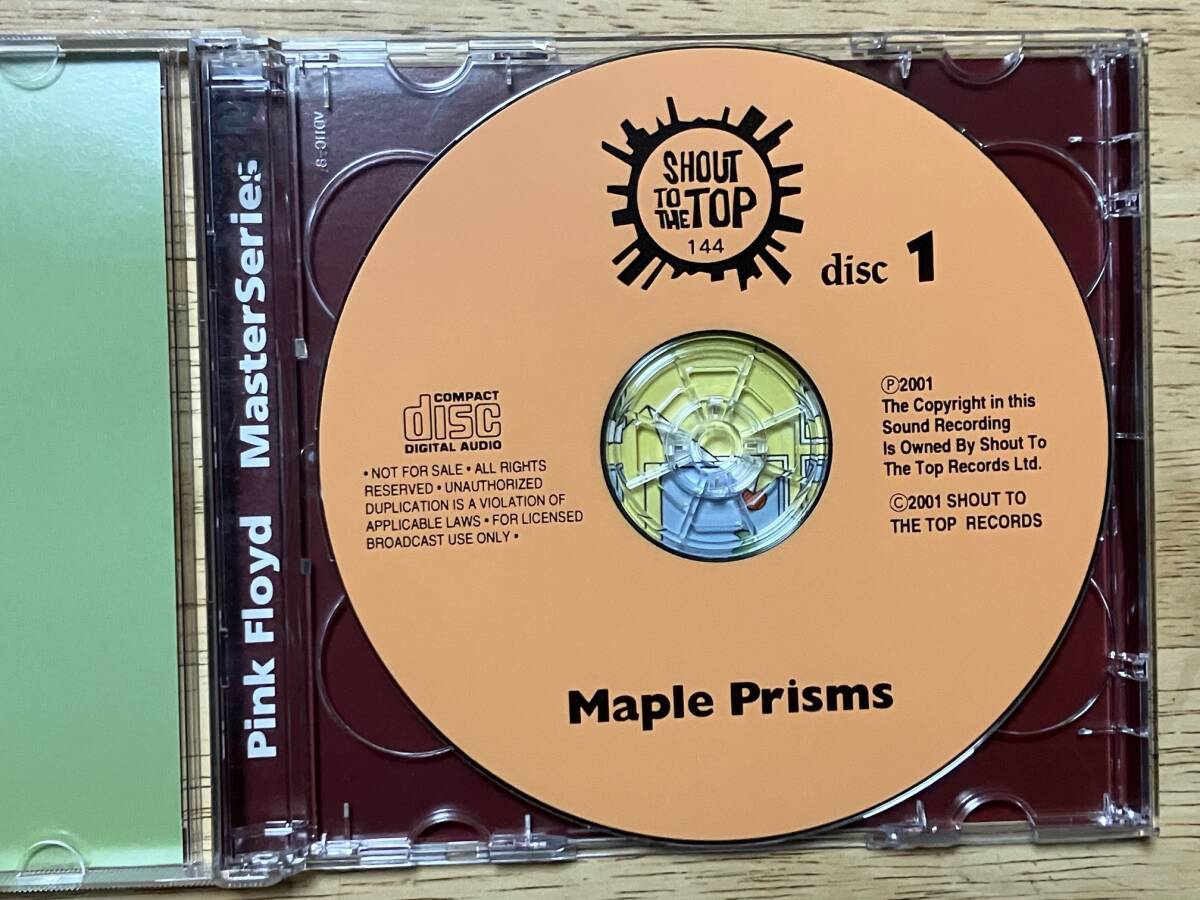 Pink Floyd MasterSeries
SHOUT
TO
THE TOP
144
disc 1
COMPACT
disc
DIGITAL AUDIO
• NOT FOR SALE • ALL RIGHTS
RESERVED • UNAUTHORIZED
DUPLICATION IS A VIOLATION OF
APPLICABLE LAWS • FOR LICENSED
BROADCAST USE ONLY •
℗2001
The Copyright in this
Sound Recording
Is Owned By Shout To
The Top Records Ltd.
©2001 SHOUT TO
THE TOP RECORDS
Maple Prisms